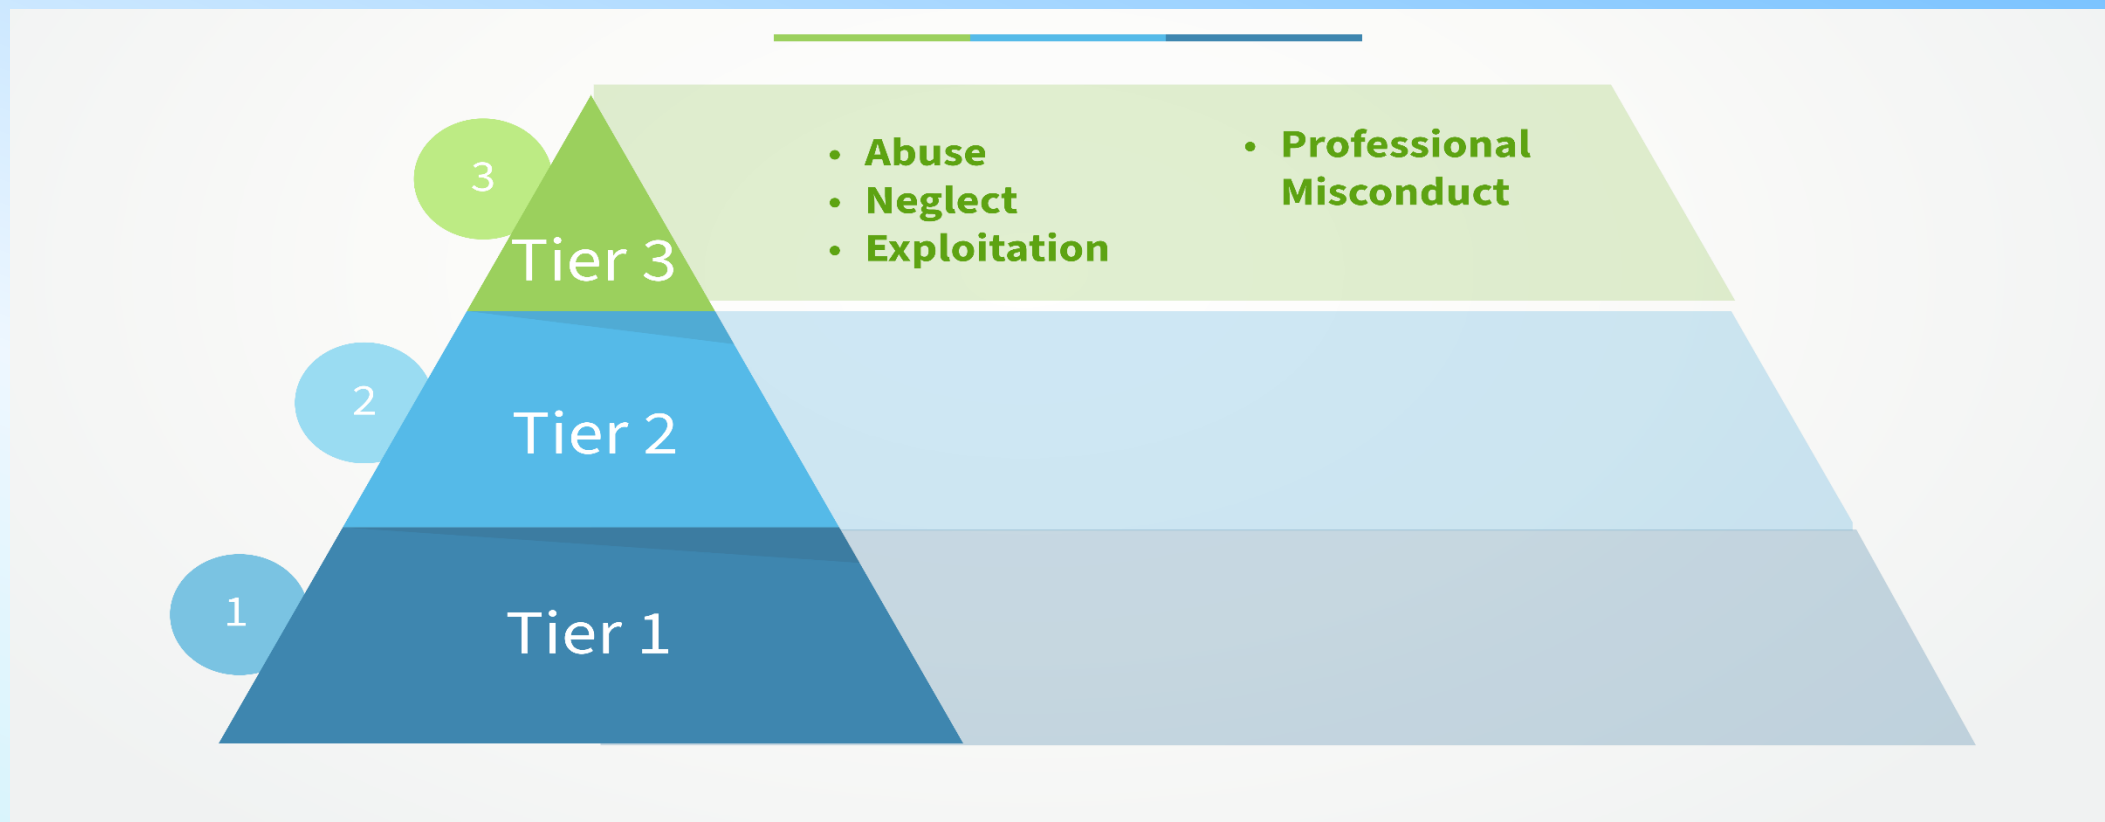 3
Tier 3
• Abuse
• Neglect
• Exploitation
• Professional
Misconduct
2
Tier 2
1
Tier 1